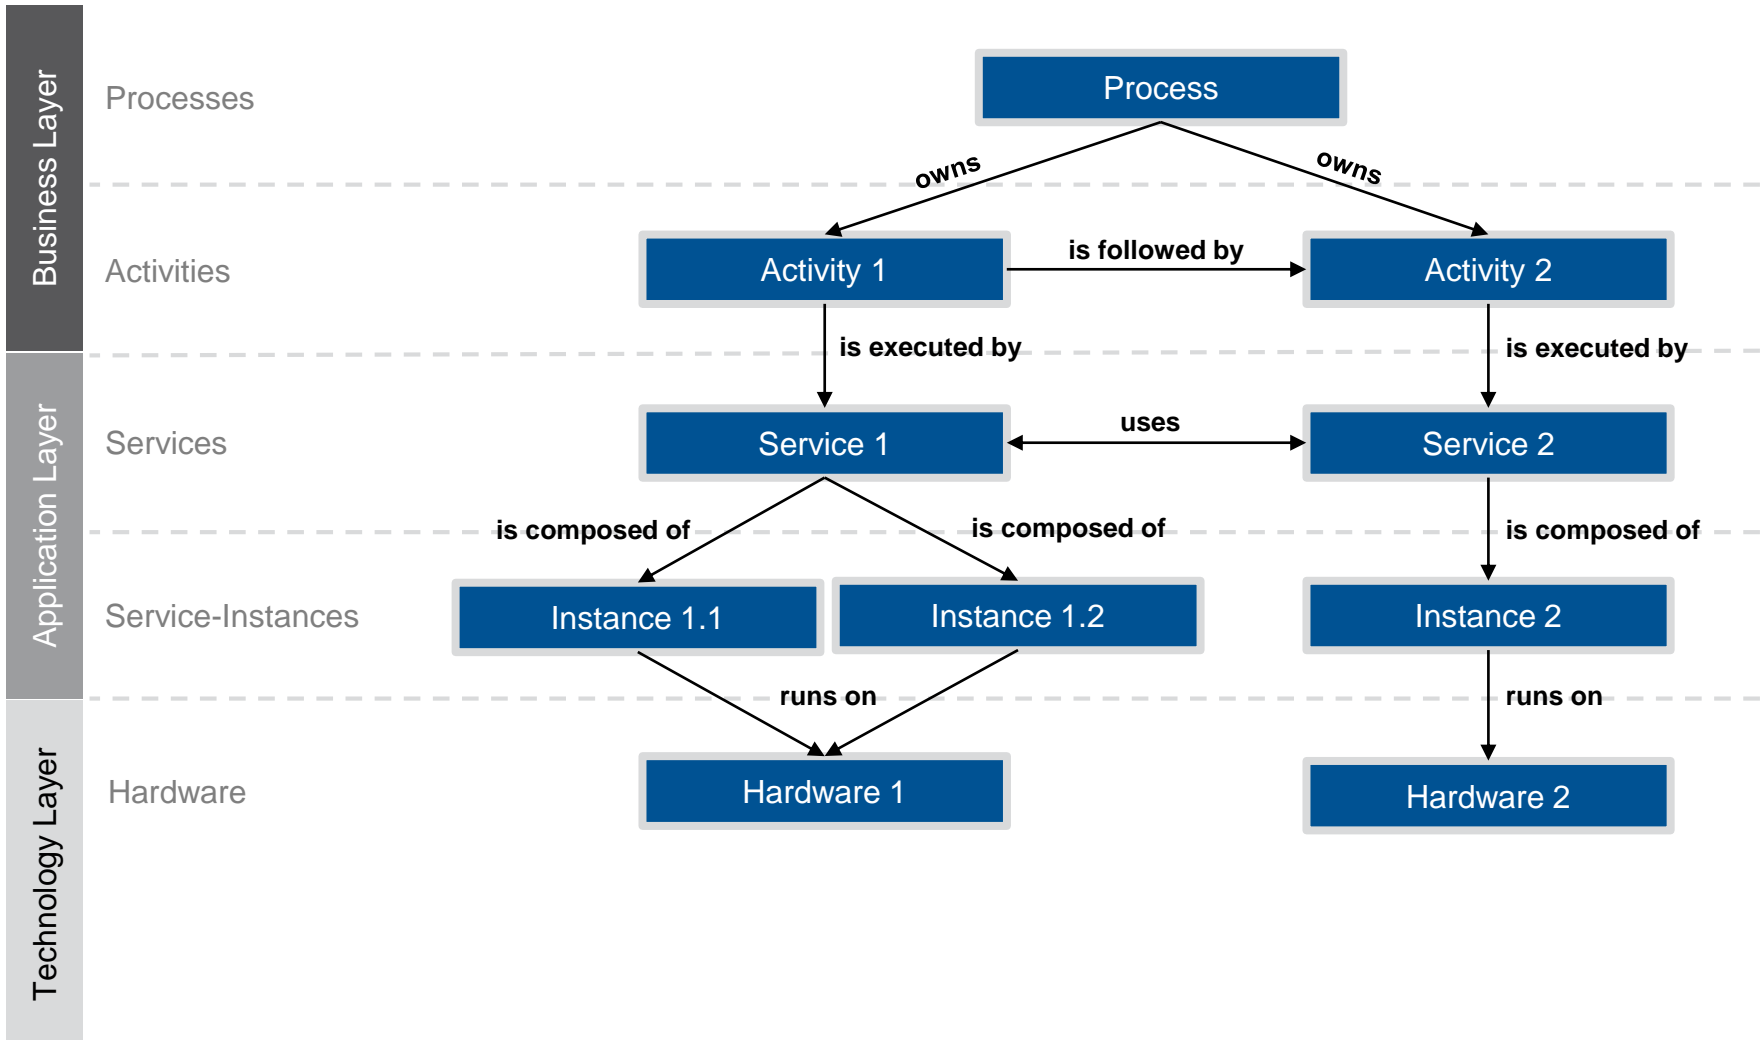 Business Layer
Processes
Process
owns
owns
Activities
Activity 1
is followed by
Activity 2
is executed by
is executed by
Application Layer
Services
Service 1
uses
Service 2
is composed of
is composed of
is composed of
Service-Instances
Instance 1.1
Instance 1.2
Instance 2
runs on
runs on
Technology Layer
Hardware
Hardware 1
Hardware 2